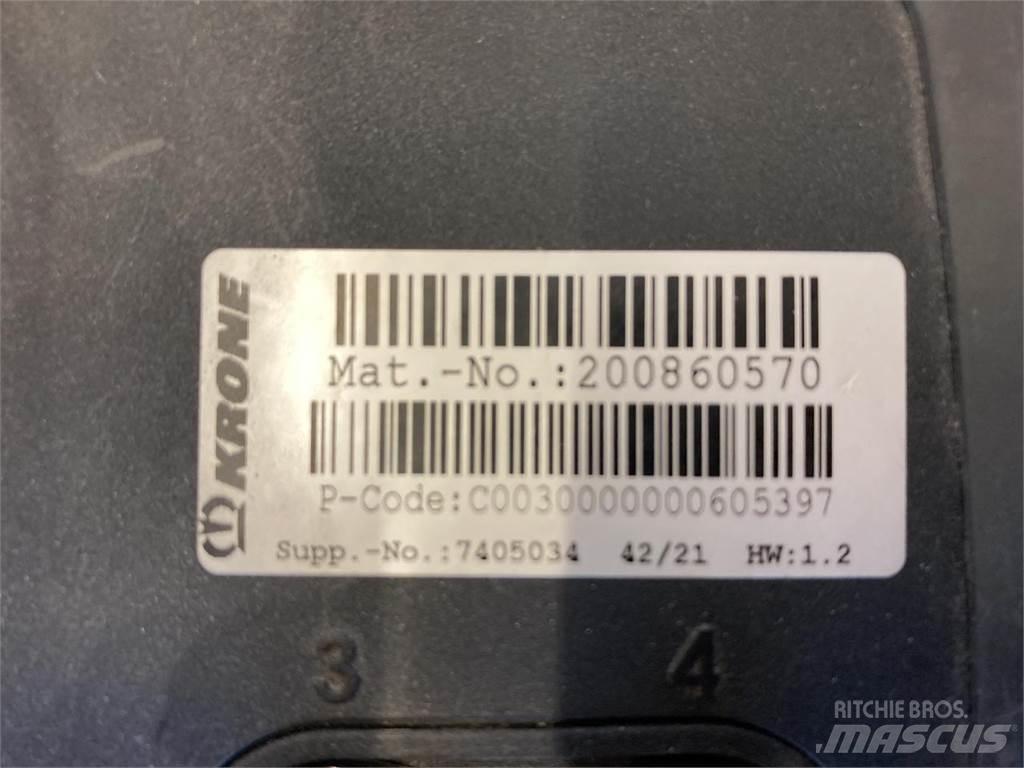 KRONE
Mat.-No.:200860570
P-Code:C0030000000605397
Supp.-No.:7405034 42/21 HW:1.2
3 4
RITCHIE BROS.
MASCUS